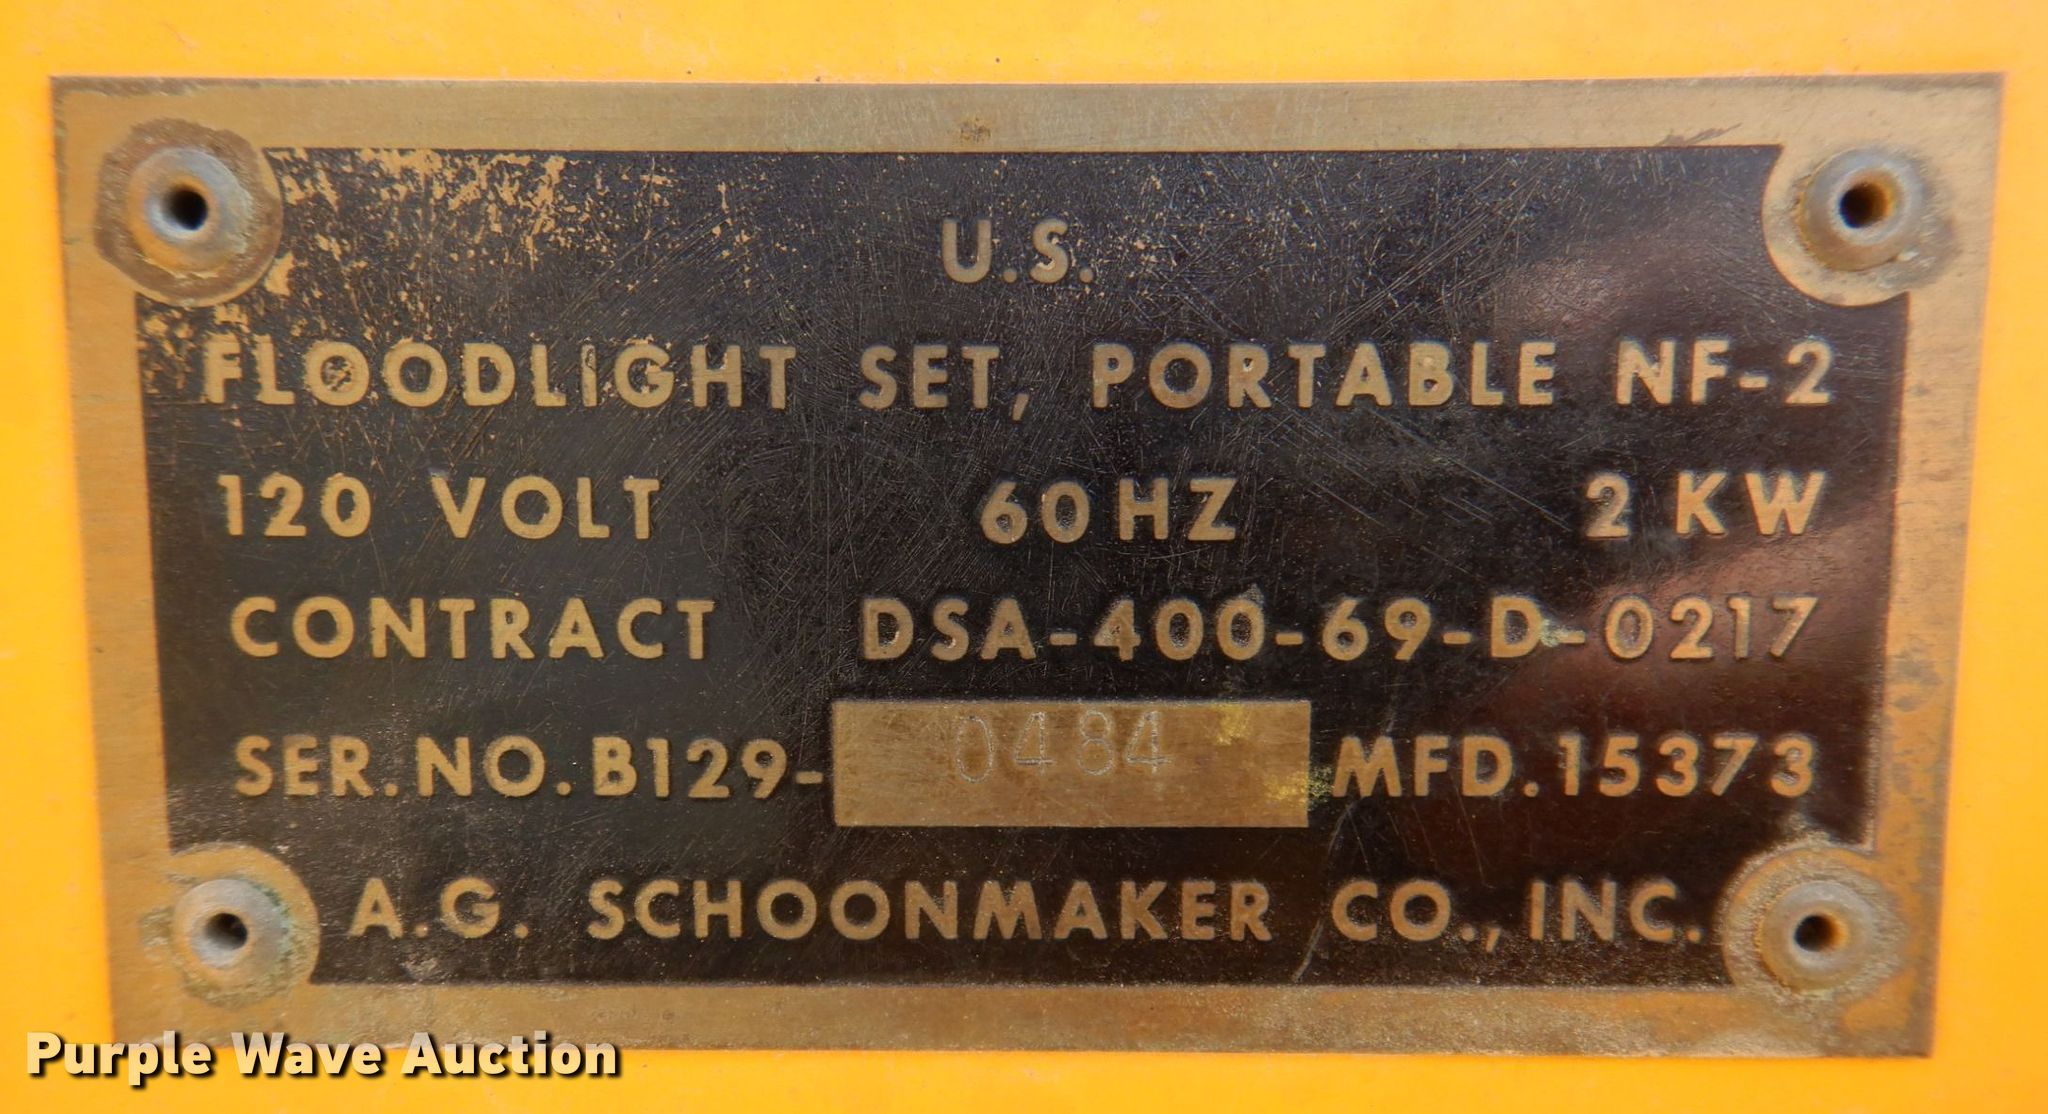 U.S.
FLOODLIGHT SET, PORTABLE NF-2
120 VOLT 60HZ 2 KW
CONTRACT DSA-400-69-D-0217
SER.NO.B129- 0484 MFD.15373
A.G. SCHOONMAKER CO.,INC.
Purple Wave Auction